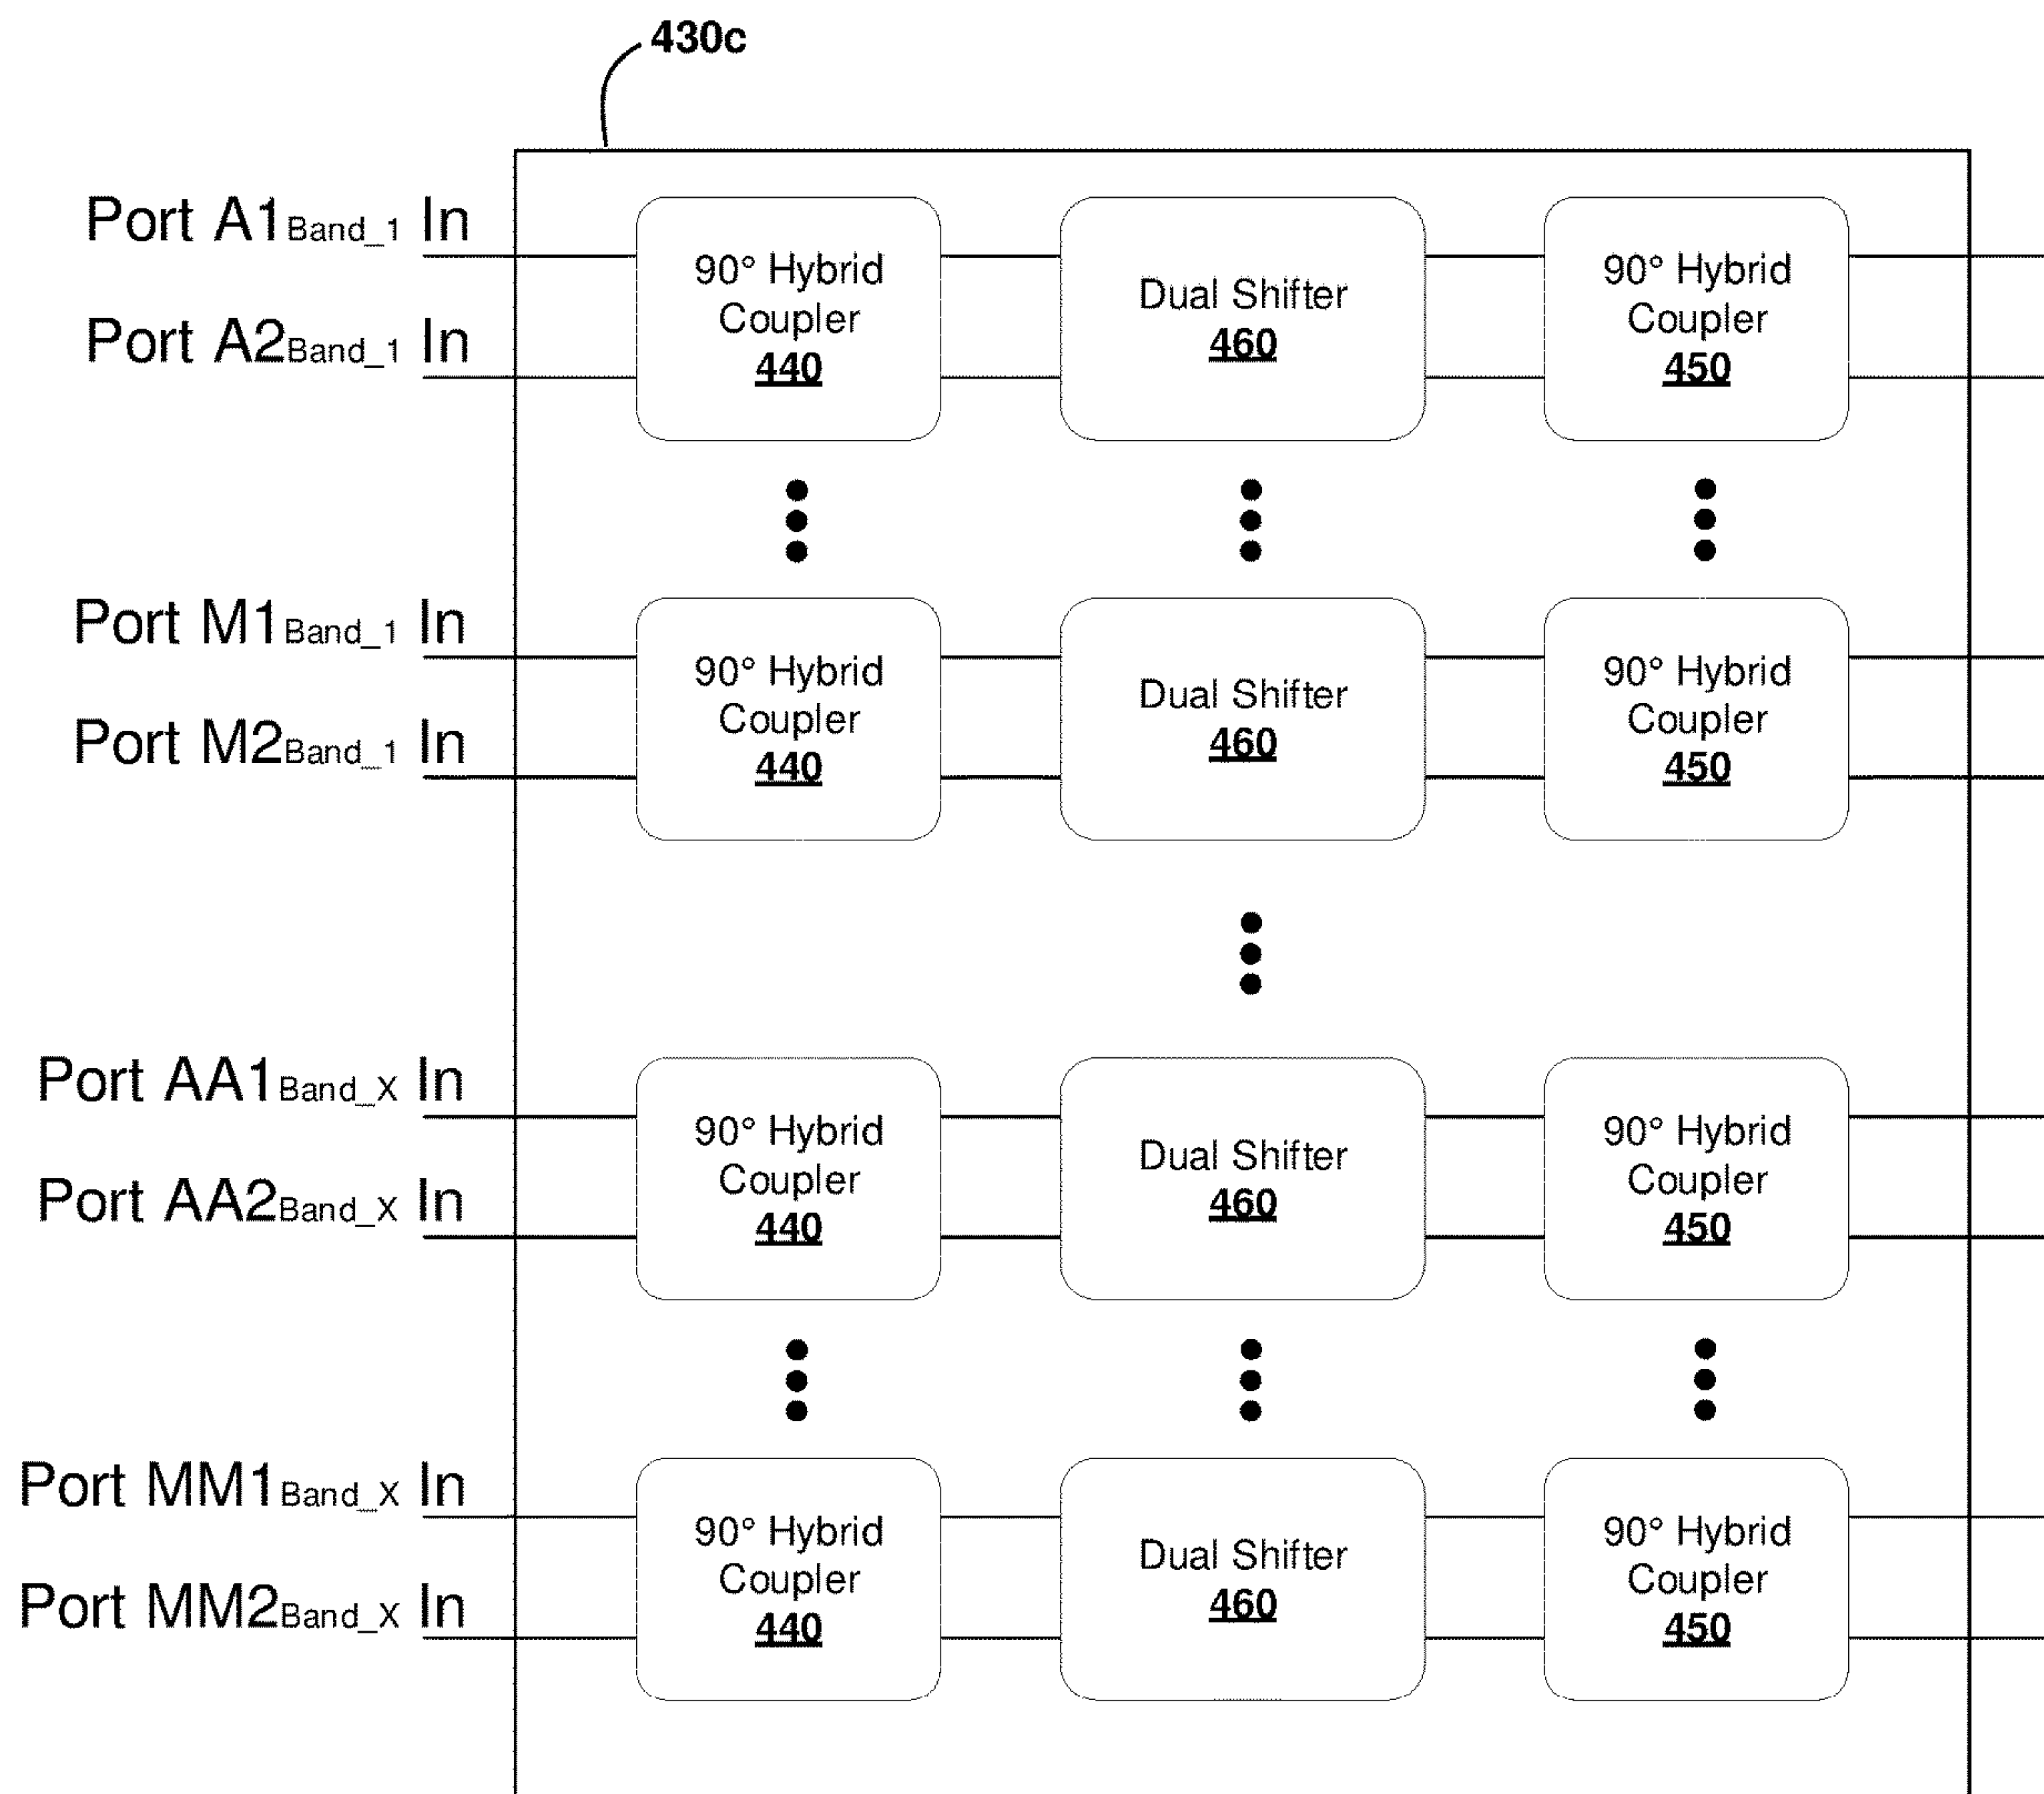 430c
Port A1Band_1 In
Port A2Band_1 In
90° Hybrid
Coupler
440
Dual Shifter
460
90° Hybrid
Coupler
450
Port M1Band_1 In
Port M2Band_1 In
90° Hybrid
Coupler
440
Dual Shifter
460
90° Hybrid
Coupler
450
Port AA1Band_X In
Port AA2Band_X In
90° Hybrid
Coupler
440
Dual Shifter
460
90° Hybrid
Coupler
450
Port MM1Band_X In
Port MM2Band_X In
90° Hybrid
Coupler
440
Dual Shifter
460
90° Hybrid
Coupler
450